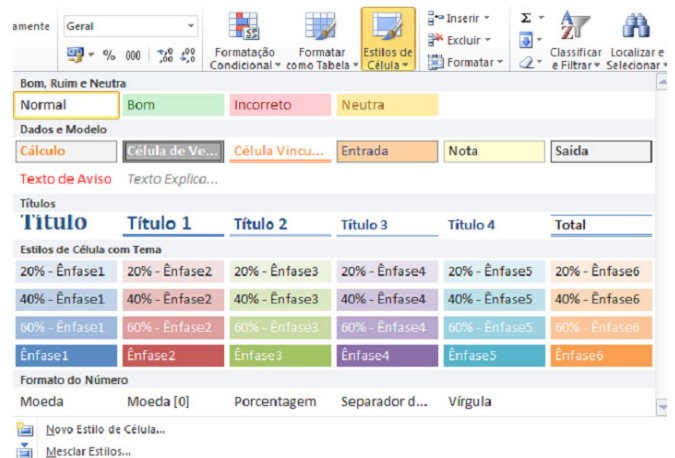 amente Geral Inserir Σ
% 000 ,00 ,0 Excluir
Formatação Formatar Estilos de Classificar Localizar e
Condicional como Tabela Célula Formatar e Filtrar Selecionar
Bom, Ruim e Neutra
Normal Bom Incorreto Neutra
Dados e Modelo
Cálculo Célula de Ve... Célula Vincu... Entrada Nota Saída
Texto de Aviso Texto Explica...
Títulos
Título Título 1 Título 2 Título 3 Título 4 Total
Estilos de Célula com Tema
20% - Ênfase1 20% - Ênfase2 20% - Ênfase3 20% - Ênfase4 20% - Ênfase5 20% - Ênfase6
40% - Ênfase1 40% - Ênfase2 40% - Ênfase3 40% - Ênfase4 40% - Ênfase5 40% - Ênfase6
60% - Ênfase1 60% - Ênfase2 60% - Ênfase3 60% - Ênfase4 60% - Ênfase5 60% - Ênfase6
Ênfase1 Ênfase2 Ênfase3 Ênfase4 Ênfase5 Ênfase6
Formato do Número
Moeda Moeda [0] Porcentagem Separador d... Vírgula
Novo Estilo de Célula...
Mesclar Estilos...